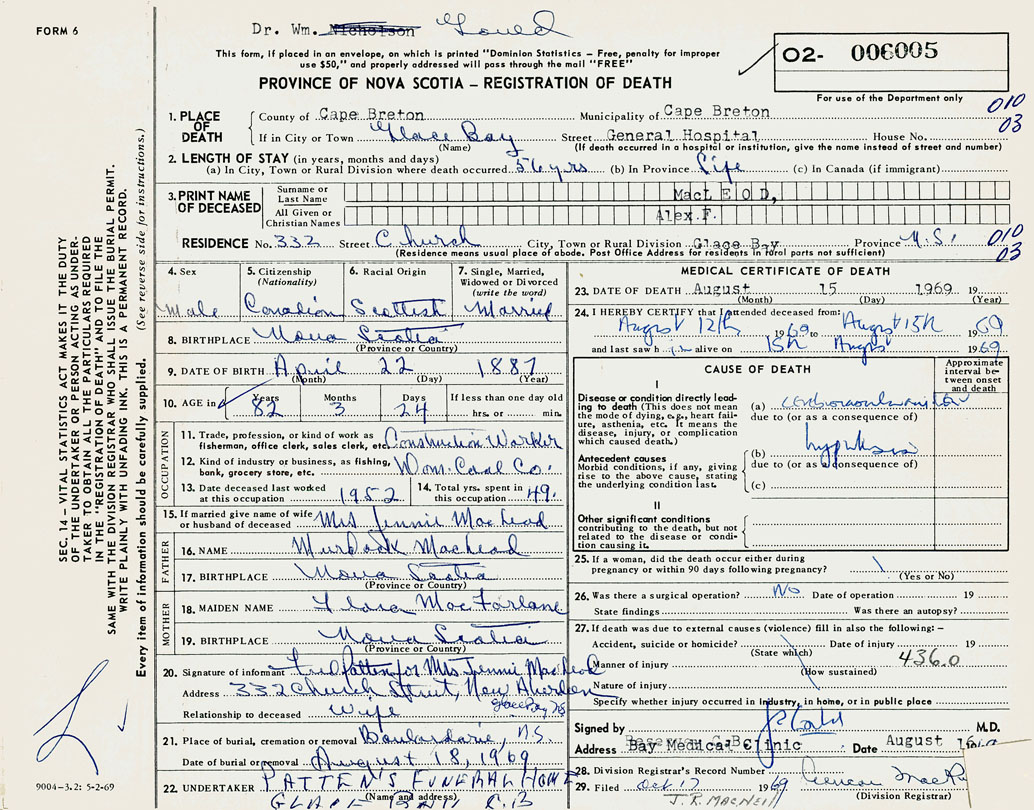 FORM 6
Dr. Wm. Nicholson Gould
This form, if placed in an envelope, on which is printed "Dominion Statistics – Free, penalty for improper
use $50," and properly addressed will pass through the mail "FREE"
PROVINCE OF NOVA SCOTIA – REGISTRATION OF DEATH
O2- 006005
For use of the Department only
010
03
1. PLACE OF DEATH
County of Cape Breton Municipality of Cape Breton
If in City or Town Glace Bay Street General Hospital House No.
(Name) (If death occurred in a hospital or institution, give the name instead of street and number)
2. LENGTH OF STAY (in years, months and days)
(a) In City, Town or Rural Division where death occurred 56 yrs (b) In Province Life (c) In Canada (if immigrant)
3. PRINT NAME OF DECEASED
Surname or Last Name MacLEOD,
All Given or Christian Names Alex.F.
RESIDENCE No. 332 Street Church City, Town or Rural Division Glace Bay Province N.S.
010
03
(Residence means usual place of abode. Post Office Address for residents in rural parts not sufficient)
4. Sex Male
5. Citizenship (Nationality) Canadian
6. Racial Origin Scottish
7. Single, Married, Widowed or Divorced (write the word) Married
8. BIRTHPLACE Nova Scotia
(Province or Country)
9. DATE OF BIRTH April 22 1887
(Month) (Day) (Year)
10. AGE in Years Months Days If less than one day old
82 3 24 hrs. or min.
OCCUPATION
11. Trade, profession, or kind of work as
fisherman, office clerk, sales clerk, etc. Construction Worker
12. Kind of industry or business, as fishing,
bank, grocery store, etc. Dom. Coal Co.
13. Date deceased last worked
at this occupation 1952
14. Total yrs. spent in
this occupation 49.
15. If married give name of wife
or husband of deceased Mrs Jennie MacLeod
FATHER
16. NAME Murdock MacLeod
17. BIRTHPLACE Nova Scotia
(Province or Country)
MOTHER
18. MAIDEN NAME Flora MacFarlane
19. BIRTHPLACE Nova Scotia
(Province or Country)
20. Signature of informant Patten for Mrs Jennie MacLeod
Address 332 Church Street, New Aberdeen
Glace Bay NS
Relationship to deceased Wife
21. Place of burial, cremation or removal Boularderie, N.S.
Date of burial or removal August 18, 1969
22. UNDERTAKER PATTEN'S FUNERAL HOME
(Name and address)
GLACE BAY C.B
MEDICAL CERTIFICATE OF DEATH
23. DATE OF DEATH August 15 1969 19
(Month) (Day) (Year)
24. I HEREBY CERTIFY that I attended deceased from:
August 12th 1969 to August 15th 1969
and last saw h im alive on 15th August 1969
CAUSE OF DEATH
Approximate interval between onset and death
I
Disease or condition directly leading to death (This does not
mean the mode of dying, e.g., heart failure, asthenia, etc. It means the
disease, injury, or complication
which caused death.)
(a)
due to (or as a consequence of)
Antecedent causes
Morbid conditions, if any, giving
rise to the above cause, stating
the underlying condition last.
(b)
due to (or as a consequence of)
(c)
II
Other significant conditions
contributing to the death, but not
related to the disease or condition causing it.
25. If a woman, did the death occur either during
pregnancy or within 90 days following pregnancy?
(Yes or No)
26. Was there a surgical operation? No Date of operation 19
State findings Was there an autopsy?
27. If death was due to external causes (violence) fill in also the following:–
Accident, suicide or homicide? Date of injury 19
(State which)
Manner of injury 436.0
(How sustained)
Nature of injury
Specify whether injury occurred in industry, in home, or in public place
Signed by M.D.
Address Bay Medical Clinic Date August
28. Division Registrar's Record Number
29. Filed Oct 17 1969
J. R. MACNEIL (Division Registrar)
SEC. 14 – VITAL STATISTICS ACT MAKES IT THE DUTY
OF THE UNDERTAKER OR PERSON ACTING AS UNDERTAKER TO OBTAIN ALL THE PARTICULARS REQUIRED
IN THE "REGISTRATION OF DEATH" AND TO FILE THE
SAME WITH THE DIVISION REGISTRAR WHO SHALL ISSUE THE BURIAL PERMIT.
WRITE PLAINLY WITH UNFADING INK. THIS IS A PERMANENT RECORD.
Every item of information should be carefully supplied. (See reverse side for instructions.)
9004-3.2: 5-2-69